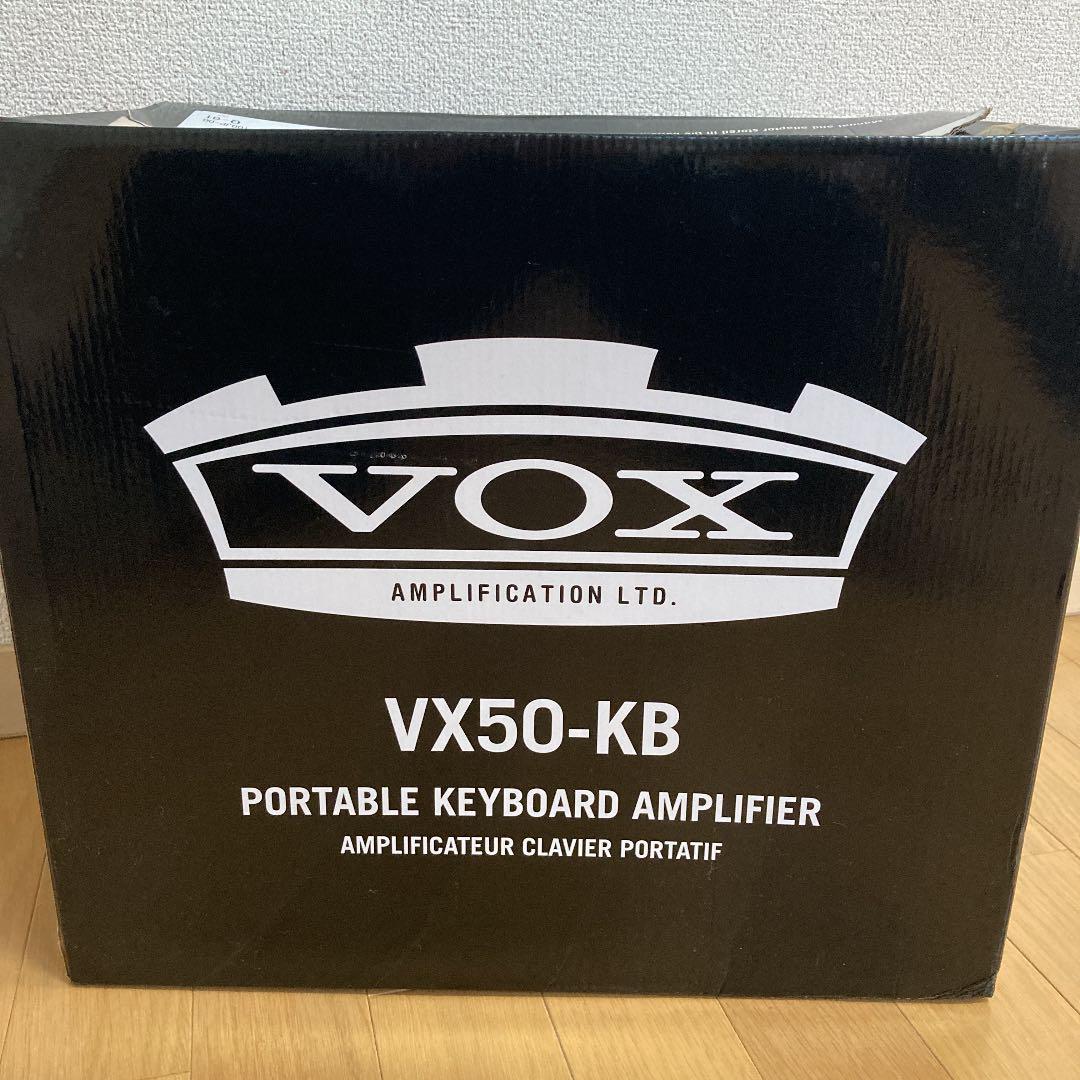 VOX
AMPLIFICATION LTD.
VX50-KB
PORTABLE KEYBOARD AMPLIFIER
AMPLIFICATEUR CLAVIER PORTATIF